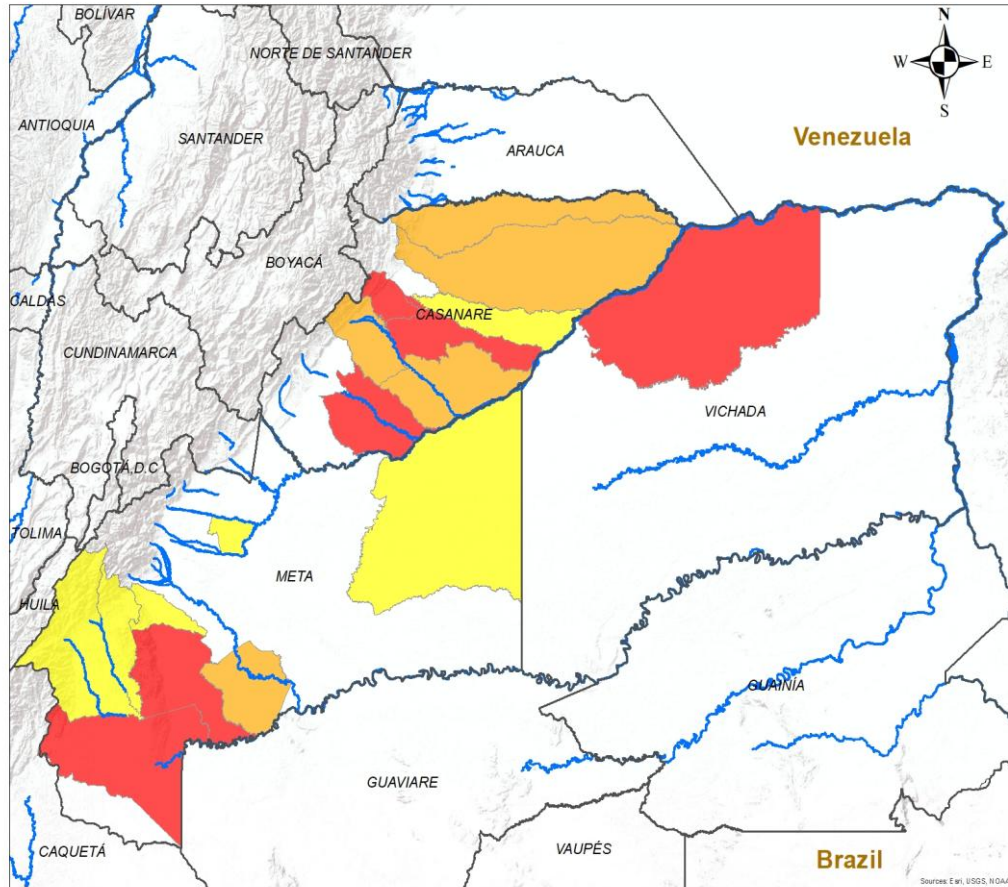 BOLÍVAR
N
NORTE DE SANTANDER
W E
S
ANTIOQUIA
SANTANDER
ARAUCA
Venezuela
BOYACÁ
CALDAS
CASANARE
CUNDINAMARCA
VICHADA
BOGOTÁ,D.C
TOLIMA
META
HUILA
GUAINÍA
GUAVIARE
VAUPÉS
CAQUETÁ
Brazil
Sources: Esri, USGS, NOAA